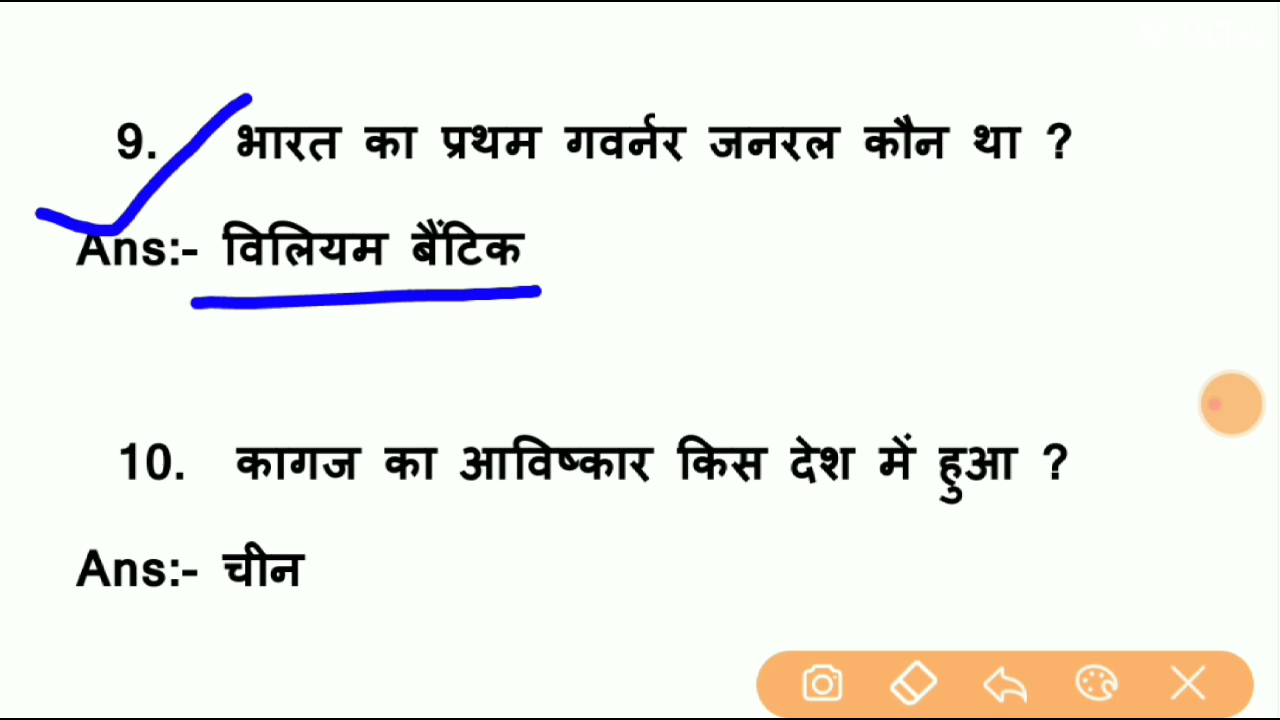 9. भारत का प्रथम गवर्नर जनरल कौन था ?
Ans:- विलियम बैंटिक
10. कागज का आविष्कार किस देश में हुआ ?
Ans:- चीन